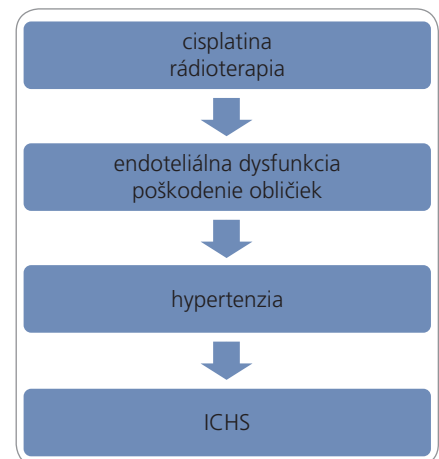 cisplatina
rádioterapia
endoteliálna dysfunkcia
poškodenie obličiek
hypertenzia
ICHS